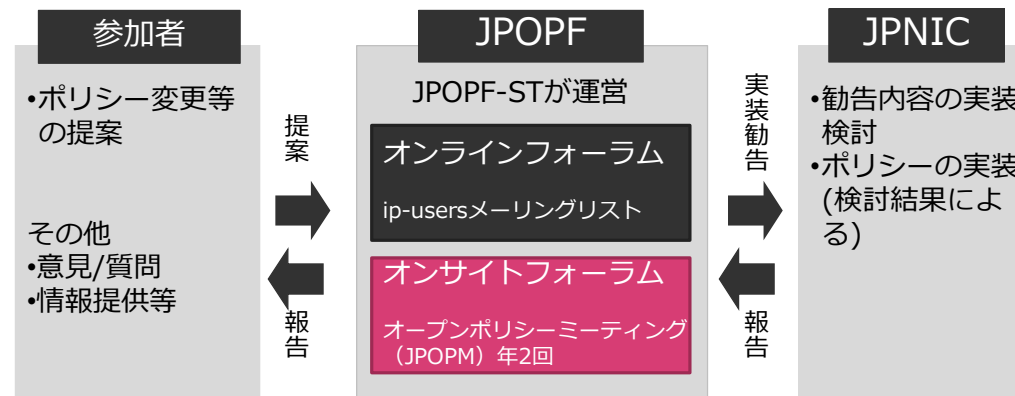 参加者
•ポリシー変更等
の提案
その他
•意見/質問
•情報提供等
提案
報告
JPOPF
JPOPF-STが運営
オンラインフォーラム
ip-usersメーリングリスト
オンサイトフォーラム
オープンポリシーミーティング
（JPOPM）年2回
実装勧告
報告
JPNIC
•勧告内容の実装
検討
•ポリシーの実装
(検討結果によ
る)